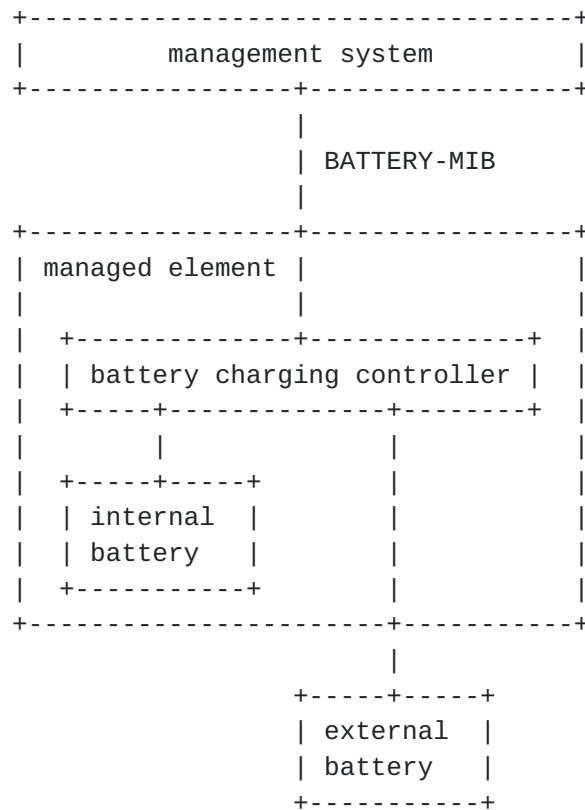 management system
BATTERY-MIB
managed element
battery charging controller
internal
battery
external
battery